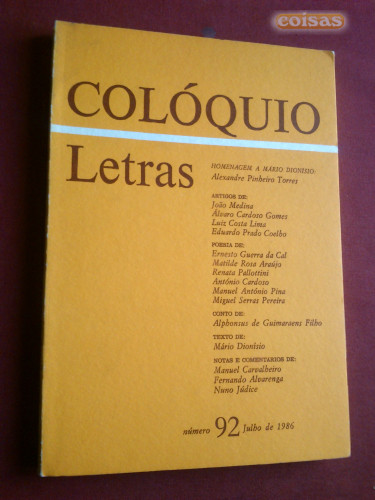 coisas
COLÓQUIO
Letras
HOMENAGEM A MÁRIO DIONÍSIO:
Alexandre Pinheiro Torres
ARTIGOS DE:
João Medina
Álvaro Cardoso Gomes
Luiz Costa Lima
Eduardo Prado Coelho
POESIA DE:
Ernesto Guerra da Cal
Matilde Rosa Araújo
Renata Pallottini
António Cardoso
Manuel António Pina
Miguel Serras Pereira
CONTO DE:
Alphonsus de Guimaraens Filho
TEXTO DE:
Mário Dionísio
NOTAS E COMENTÁRIOS DE:
Manuel Carvalheiro
Fernando Alvarenga
Nuno Júdice
número 92 Julho de 1986